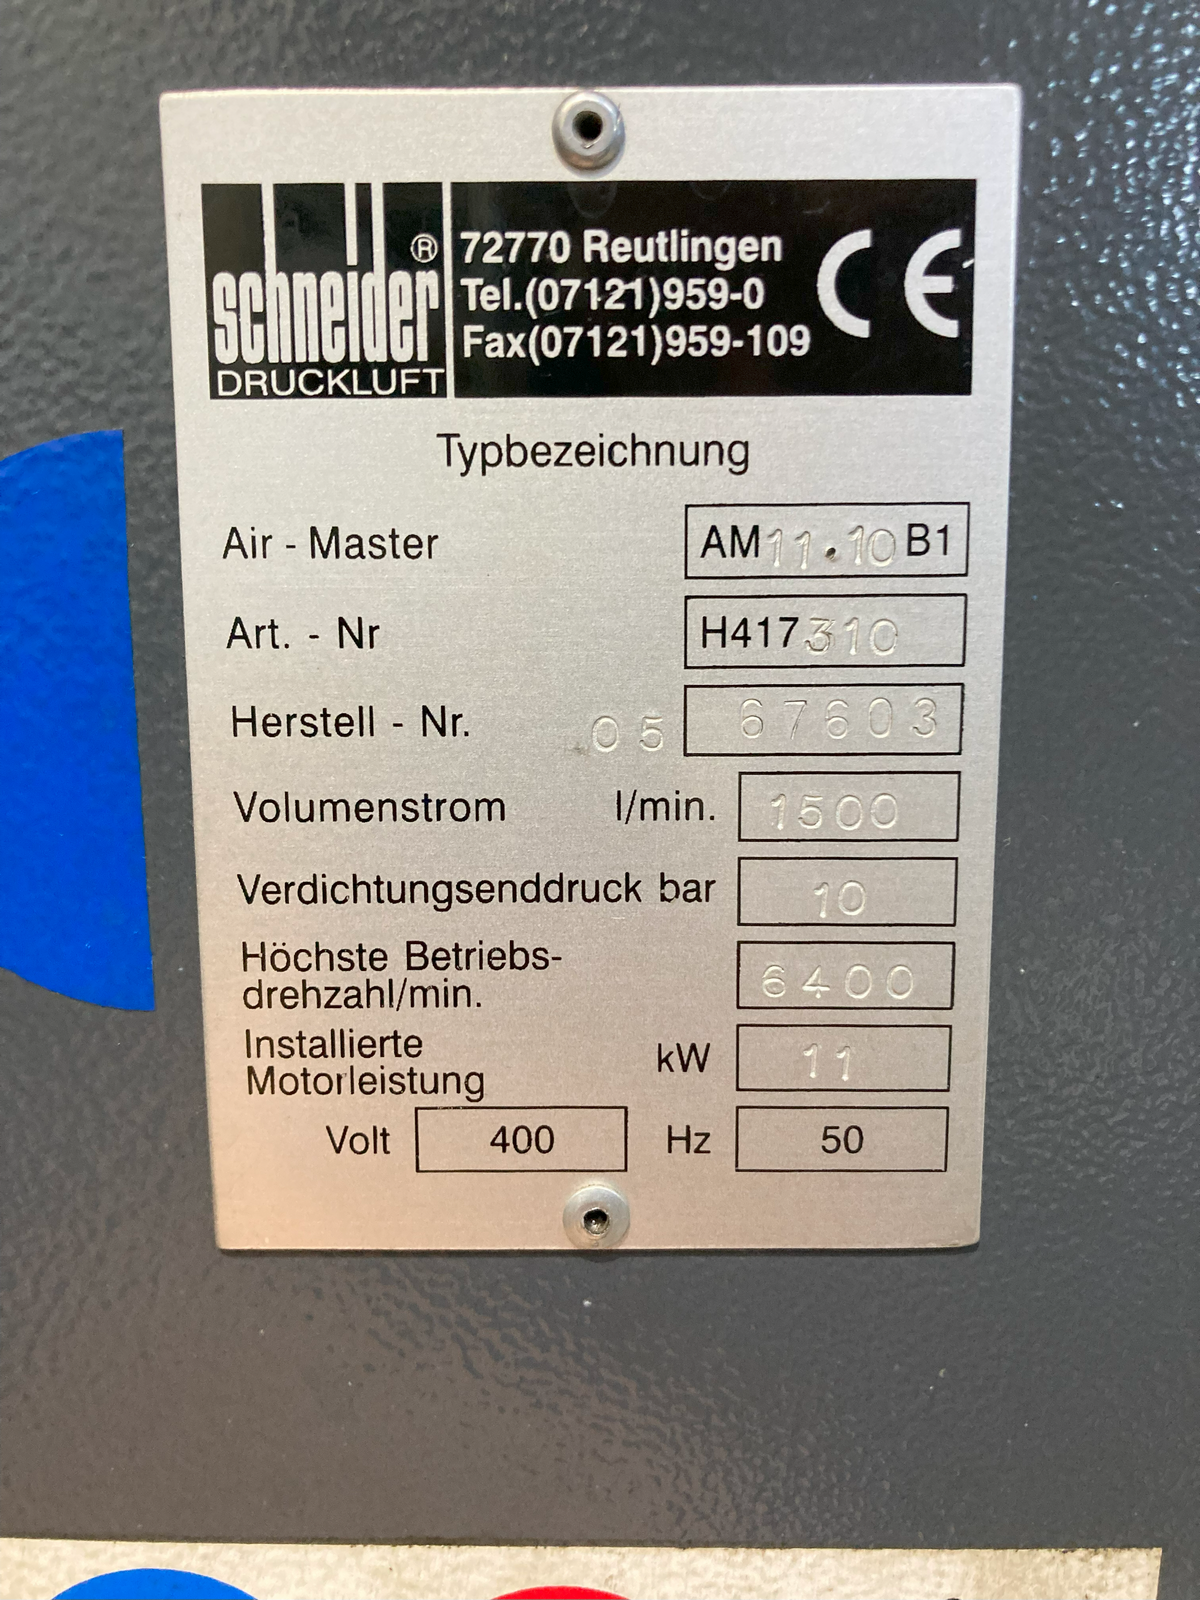 schneider®
DRUCKLUFT
72770 Reutlingen
Tel.(07121)959-0
Fax(07121)959-109
CE
Typbezeichnung
Air - Master AM11.10 B1
Art. - Nr H417310
Herstell - Nr. 05 67603
Volumenstrom l/min. 1500
Verdichtungsenddruck bar 10
Höchste Betriebs-
drehzahl/min. 6400
Installierte
Motorleistung kW 11
Volt 400 Hz 50